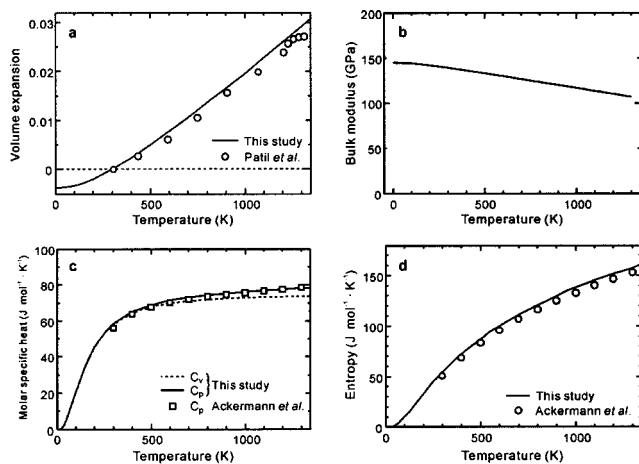 a
0.03
0.02
0.01
0
Volume expansion
This study
Patil et al.
0
500
1000
Temperature (K)
b
200
150
100
50
0
Bulk modulus (GPa)
0
500
1000
Temperature (K)
c
100
80
60
40
20
0
Molar specific heat (J mol⁻¹ · K⁻¹)
Cv
Cp } This study
Cp Ackermann et al.
0
500
1000
Temperature (K)
d
150
100
50
0
Entropy (J mol⁻¹ · K⁻¹)
This study
Ackermann et al.
0
500
1000
Temperature (K)